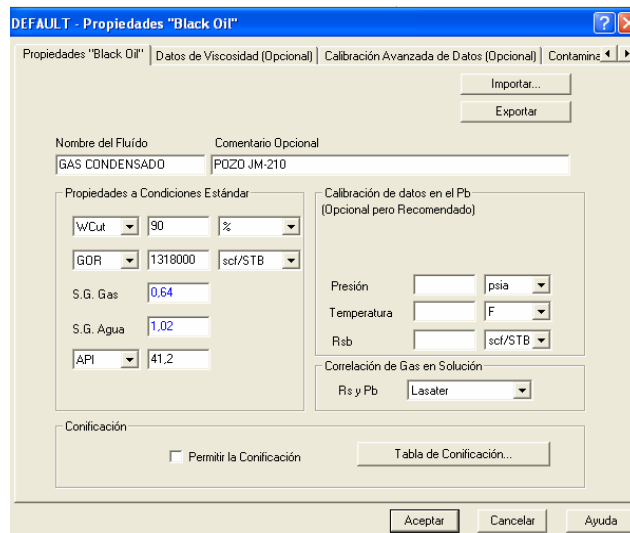 DEFAULT - Propiedades "Black Oil"
Propiedades "Black Oil" Datos de Viscosidad (Opcional) Calibración Avanzada de Datos (Opcional) Contamina
Importar...
Exportar
Nombre del Fluído Comentario Opcional
GAS CONDENSADO POZO JM-210
Propiedades a Condiciones Estándar
WCut 90 %
GOR 1318000 scf/STB
S.G. Gas 0,64
S.G. Agua 1,02
API 41,2
Calibración de datos en el Pb
(Opcional pero Recomendado)
Presión psia
Temperatura F
Rsb scf/STB
Correlación de Gas en Solución
Rs y Pb Lasater
Conificación
Permitir la Conificación Tabla de Conificación...
Aceptar Cancelar Ayuda